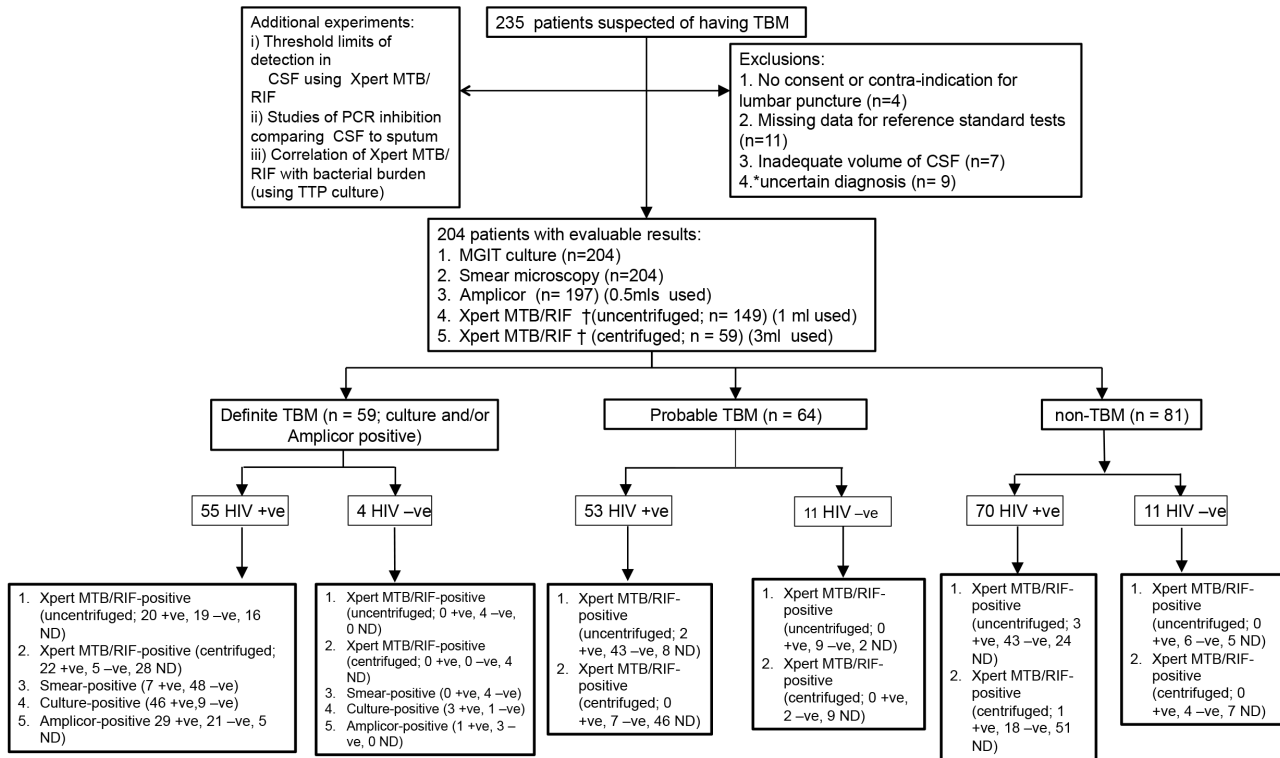 235 patients suspected of having TBM
Additional experiments:
i) Threshold limits of
detection in
CSF using Xpert MTB/
RIF
ii) Studies of PCR inhibition
comparing CSF to sputum
iii) Correlation of Xpert MTB/
RIF with bacterial burden
(using TTP culture)
Exclusions:
1. No consent or contra-indication for
lumbar puncture (n=4)
2. Missing data for reference standard tests
(n=11)
3. Inadequate volume of CSF (n=7)
4.*uncertain diagnosis (n= 9)
204 patients with evaluable results:
1. MGIT culture (n=204)
2. Smear microscopy (n=204)
3. Amplicor (n= 197) (0.5mls used)
4. Xpert MTB/RIF †(uncentrifuged; n= 149) (1 ml used)
5. Xpert MTB/RIF † (centrifuged; n = 59) (3ml used)
Definite TBM (n = 59; culture and/or
Amplicor positive)
Probable TBM (n = 64)
non-TBM (n = 81)
55 HIV +ve
4 HIV –ve
53 HIV +ve
11 HIV –ve
70 HIV +ve
11 HIV –ve
1. Xpert MTB/RIF-positive
(uncentrifuged; 20 +ve, 19 –ve, 16
ND)
2. Xpert MTB/RIF-positive (centrifuged;
22 +ve, 5 –ve, 28 ND)
3. Smear-positive (7 +ve, 48 –ve)
4. Culture-positive (46 +ve,9 –ve)
5. Amplicor-positive 29 +ve, 21 –ve, 5
ND)
1. Xpert MTB/RIF-positive
(uncentrifuged; 0 +ve, 4 –ve,
0 ND)
2. Xpert MTB/RIF-positive
(centrifuged; 0 +ve, 0 –ve, 4
ND)
3. Smear-positive (0 +ve, 4 –ve)
4. Culture-positive (3 +ve, 1 –ve)
5. Amplicor-positive (1 +ve, 3 –
ve, 0 ND)
1. Xpert MTB/RIF-
positive
(uncentrifuged; 2
+ve, 43 –ve, 8 ND)
2. Xpert MTB/RIF-
positive
(centrifuged; 0
+ve, 7 –ve, 46 ND)
1. Xpert MTB/RIF-
positive
(uncentrifuged; 0
+ve, 9 –ve, 2 ND)
2. Xpert MTB/RIF-
positive
(centrifuged; 0 +ve,
2 –ve, 9 ND)
1. Xpert MTB/RIF-
positive
(uncentrifuged; 3
+ve, 43 –ve, 24
ND)
2. Xpert MTB/RIF-
positive
(centrifuged; 1
+ve, 18 –ve, 51
ND)
1. Xpert MTB/RIF-
positive
(uncentrifuged; 0
+ve, 6 –ve, 5 ND)
2. Xpert MTB/RIF-
positive
(centrifuged; 0
+ve, 4 –ve, 7 ND)